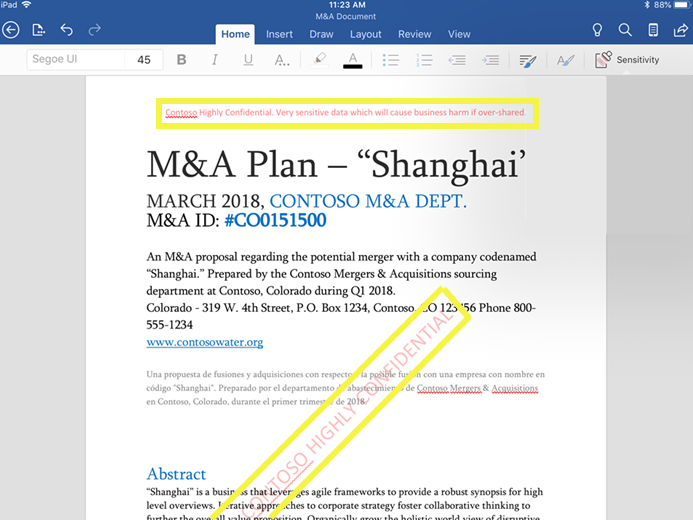 iPad 11:23 AM 88%
M&A Document
Home Insert Draw Layout Review View
Segoe UI 45 B I U A Sensitivity
Contoso Highly Confidential. Very sensitive data which will cause business harm if over-shared.
M&A Plan – “Shanghai’
MARCH 2018, CONTOSO M&A DEPT.
M&A ID: #CO0151500
An M&A proposal regarding the potential merger with a company codenamed
“Shanghai.” Prepared by the Contoso Mergers & Acquisitions sourcing
department at Contoso, Colorado during Q1 2018.
Colorado - 319 W. 4th Street, P.O. Box 1234, Contoso, CO 123456 Phone 800-
555-1234
www.contosowater.org
Una propuesta de fusiones y adquisiciones con respecto a la posible fusión con una empresa con nombre en
código "Shanghai". Preparado por el departamento de abastecimiento de Contoso Mergers & Acquisitions
en Contoso, Colorado, durante el primer trimestre de 2018.
CONTOSO HIGHLY CONFIDENTIAL
Abstract
“Shanghai” is a business that leverages agile frameworks to provide a robust synopsis for high
level overviews. Iterative approaches to corporate strategy foster collaborative thinking to
further the overall value proposition. Organically grow the holistic world view of disruptive